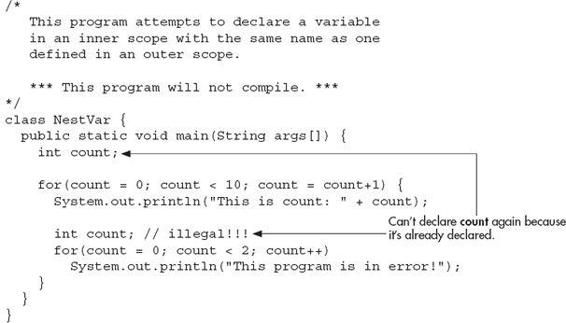 /*
This program attempts to declare a variable
in an inner scope with the same name as one
defined in an outer scope.
*** This program will not compile. ***
*/
class NestVar {
public static void main(String args[]) {
int count;
for(count = 0; count < 10; count = count+1) {
System.out.println("This is count: " + count);
Can't declare count again because
it's already declared.
int count; // illegal!!!
for(count = 0; count < 2; count++)
System.out.println("This program is in error!");
}
}
}